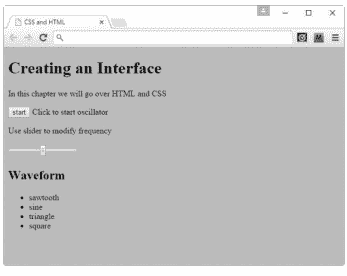 CSS and HTML
Creating an Interface
In this chapter we will go over HTML and CSS
start Click to start oscillator
Use slider to modify frequency
Waveform
sawtooth
sine
triangle
square